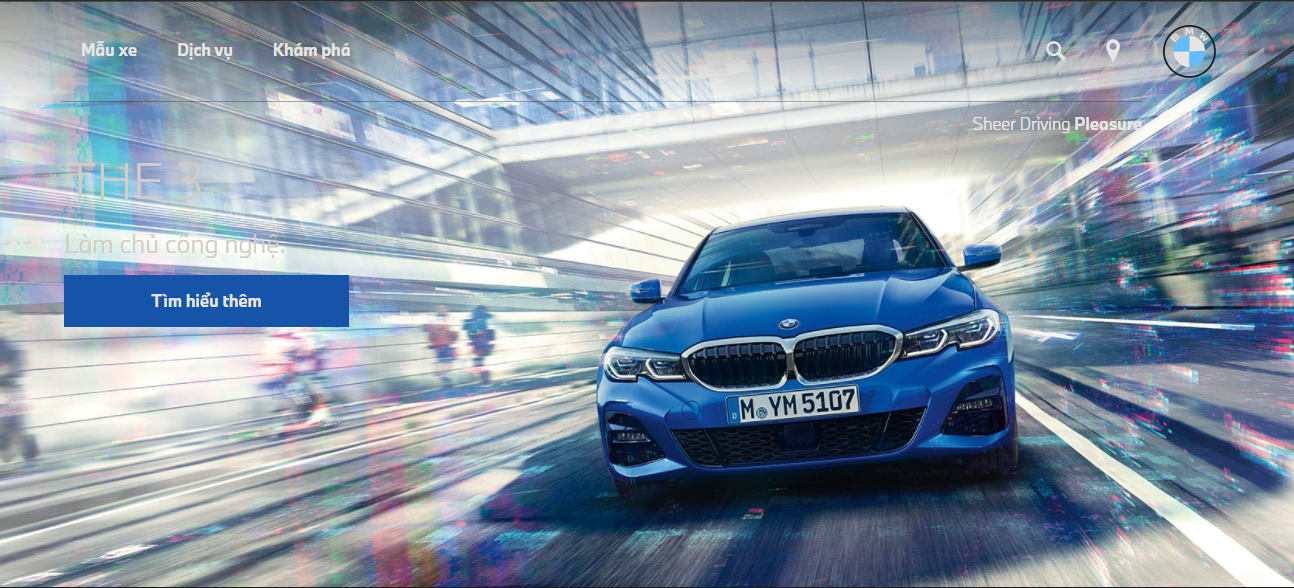 Mẫu xe Dịch vụ Khám phá
BMW
Sheer Driving Pleasure
THE 3
Làm chủ công nghệ.
Tìm hiểu thêm
D M YM 5107